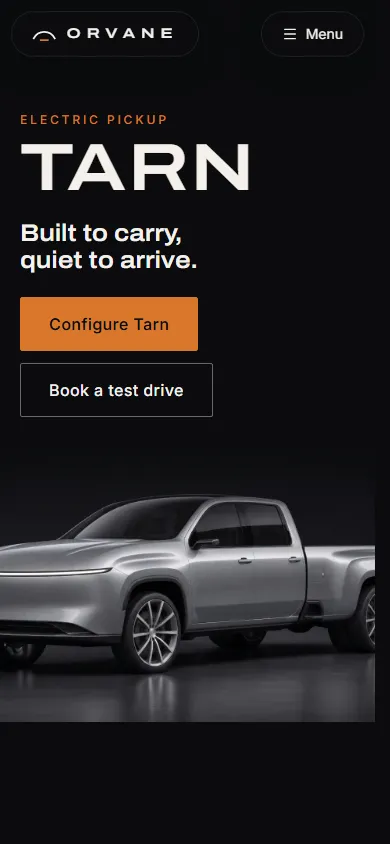 ORVANE
Menu
ELECTRIC PICKUP
TARN
Built to carry,
quiet to arrive.
Configure Tarn
Book a test drive